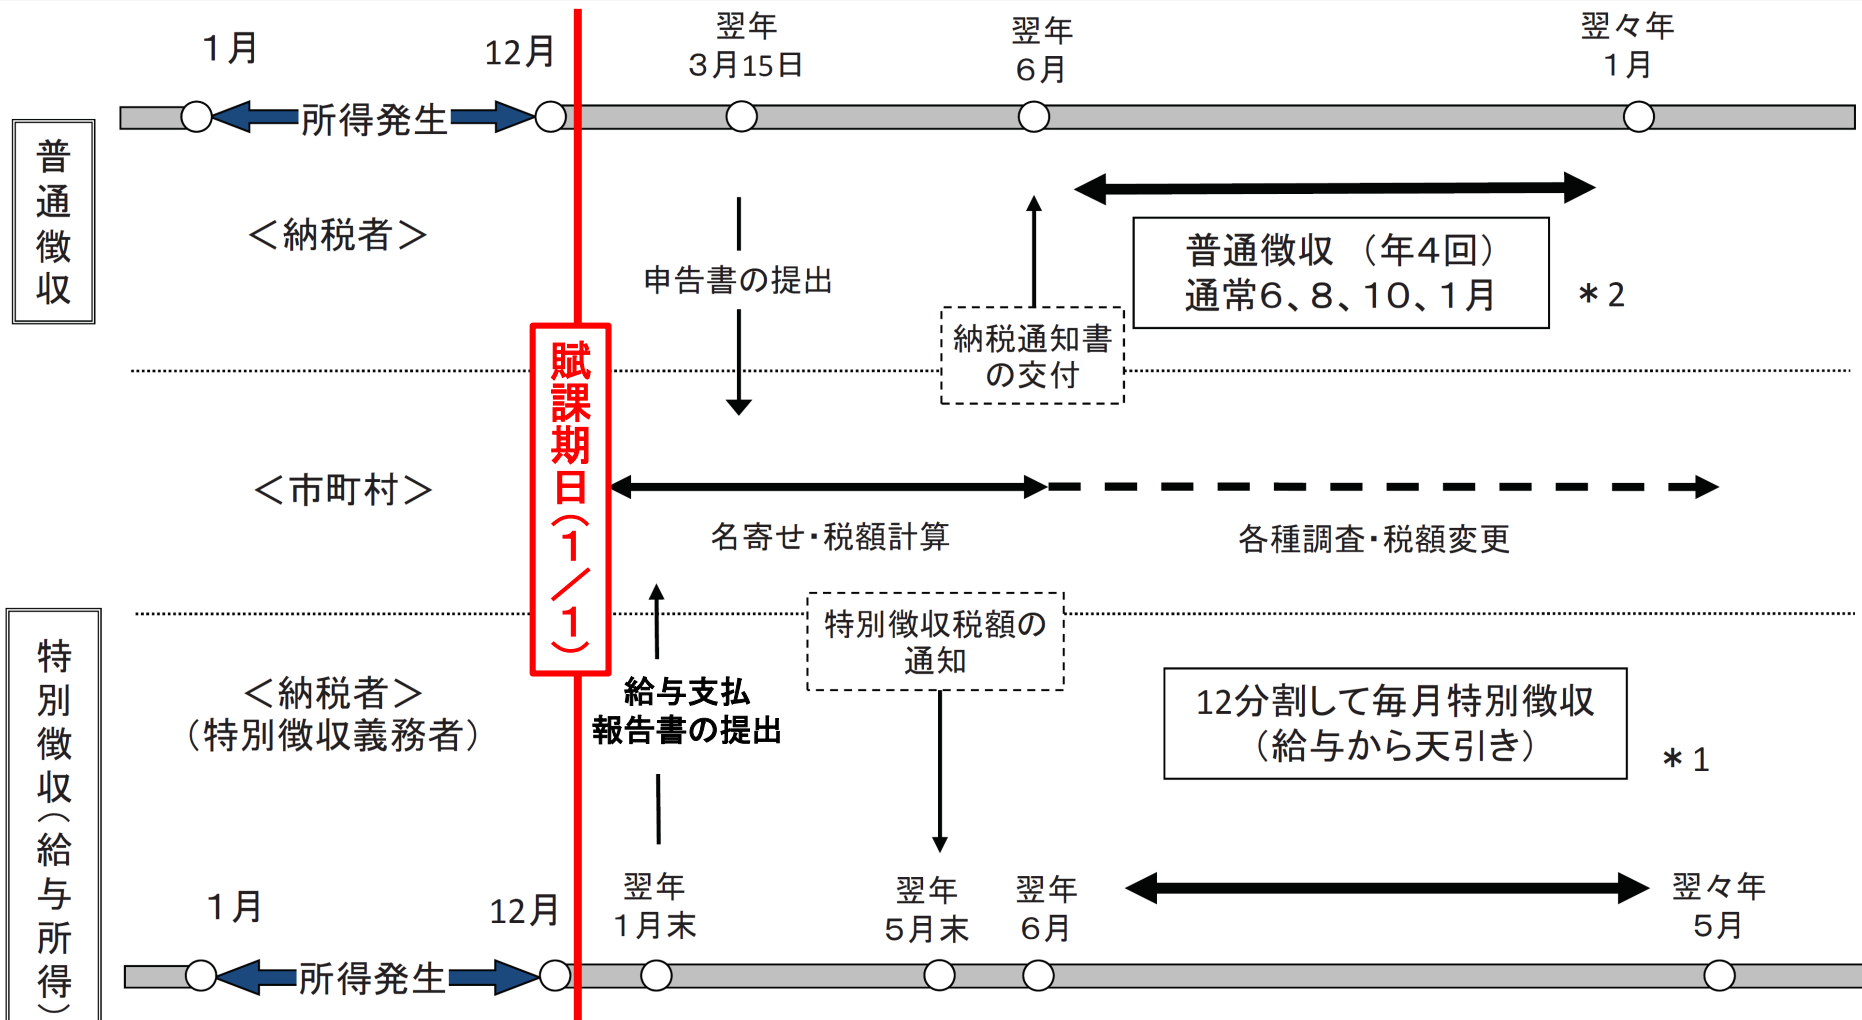 1月
12月
翌年
3月15日
翌年
6月
翌々年
1月
所得発生
普通徴収
＜納税者＞
申告書の提出
納税通知書
の交付
普通徴収 （年4回）
通常6、8、10、1月
＊2
賦課期日（1／1）
＜市町村＞
名寄せ・税額計算
各種調査・税額変更
特別徴収（給与所得）
＜納税者＞
（特別徴収義務者）
給与支払
報告書の提出
特別徴収税額の
通知
12分割して毎月特別徴収
（給与から天引き）
＊1
1月
12月
翌年
1月末
翌年
5月末
翌年
6月
翌々年
5月
所得発生